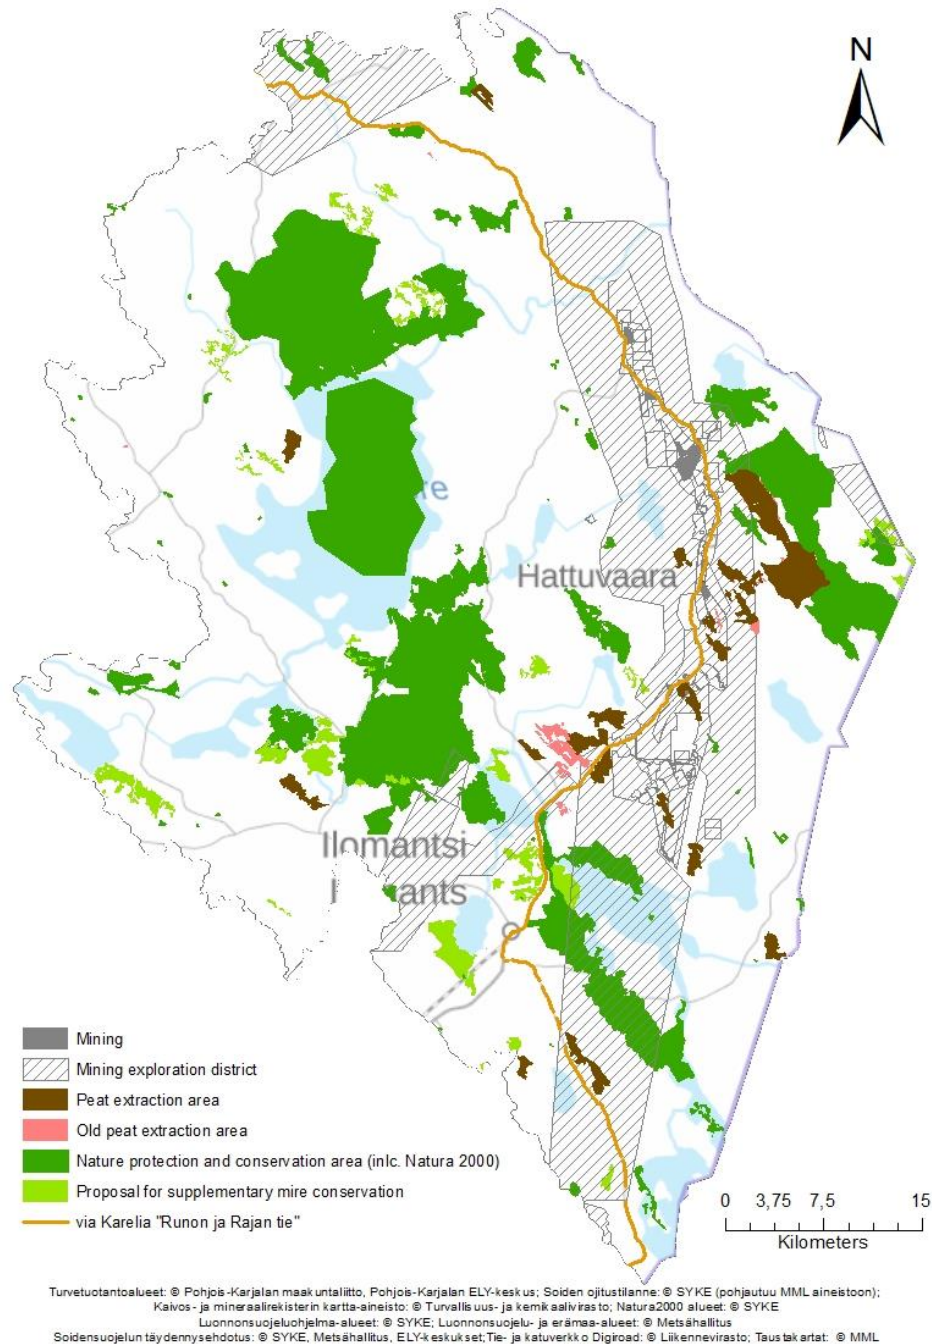 N
re
Hattuvaara
Ilomantsi
I ants
Mining
Mining exploration district
Peat extraction area
Old peat extraction area
Nature protection and conservation area (inlc. Natura 2000)
Proposal for supplementary mire conservation
via Karelia "Runon ja Rajan tie"
0 3,75 7,5 15
Kilometers
Turvetuotantoalueet: © Pohjois-Karjalan maakuntaliitto, Pohjois-Karjalan ELY-keskus; Soiden ojitustilanne: © SYKE (pohjautuu MML aineistoon);
Kaivos- ja mineraalirekisterin kartta-aineisto: © Turvallisuus- ja kemikaalivirasto; Natura2000 alueet: © SYKE
Luonnonsuojeluohjelma-alueet: © SYKE; Luonnonsuojelu- ja erämaa-alueet: © Metsähallitus
Soidensuojelun täydennysehdotus: © SYKE, Metsähallitus, ELY-keskukset;Tie- ja katuverkko Digiroad: © Liikennevirasto; Taustakartat: © MML